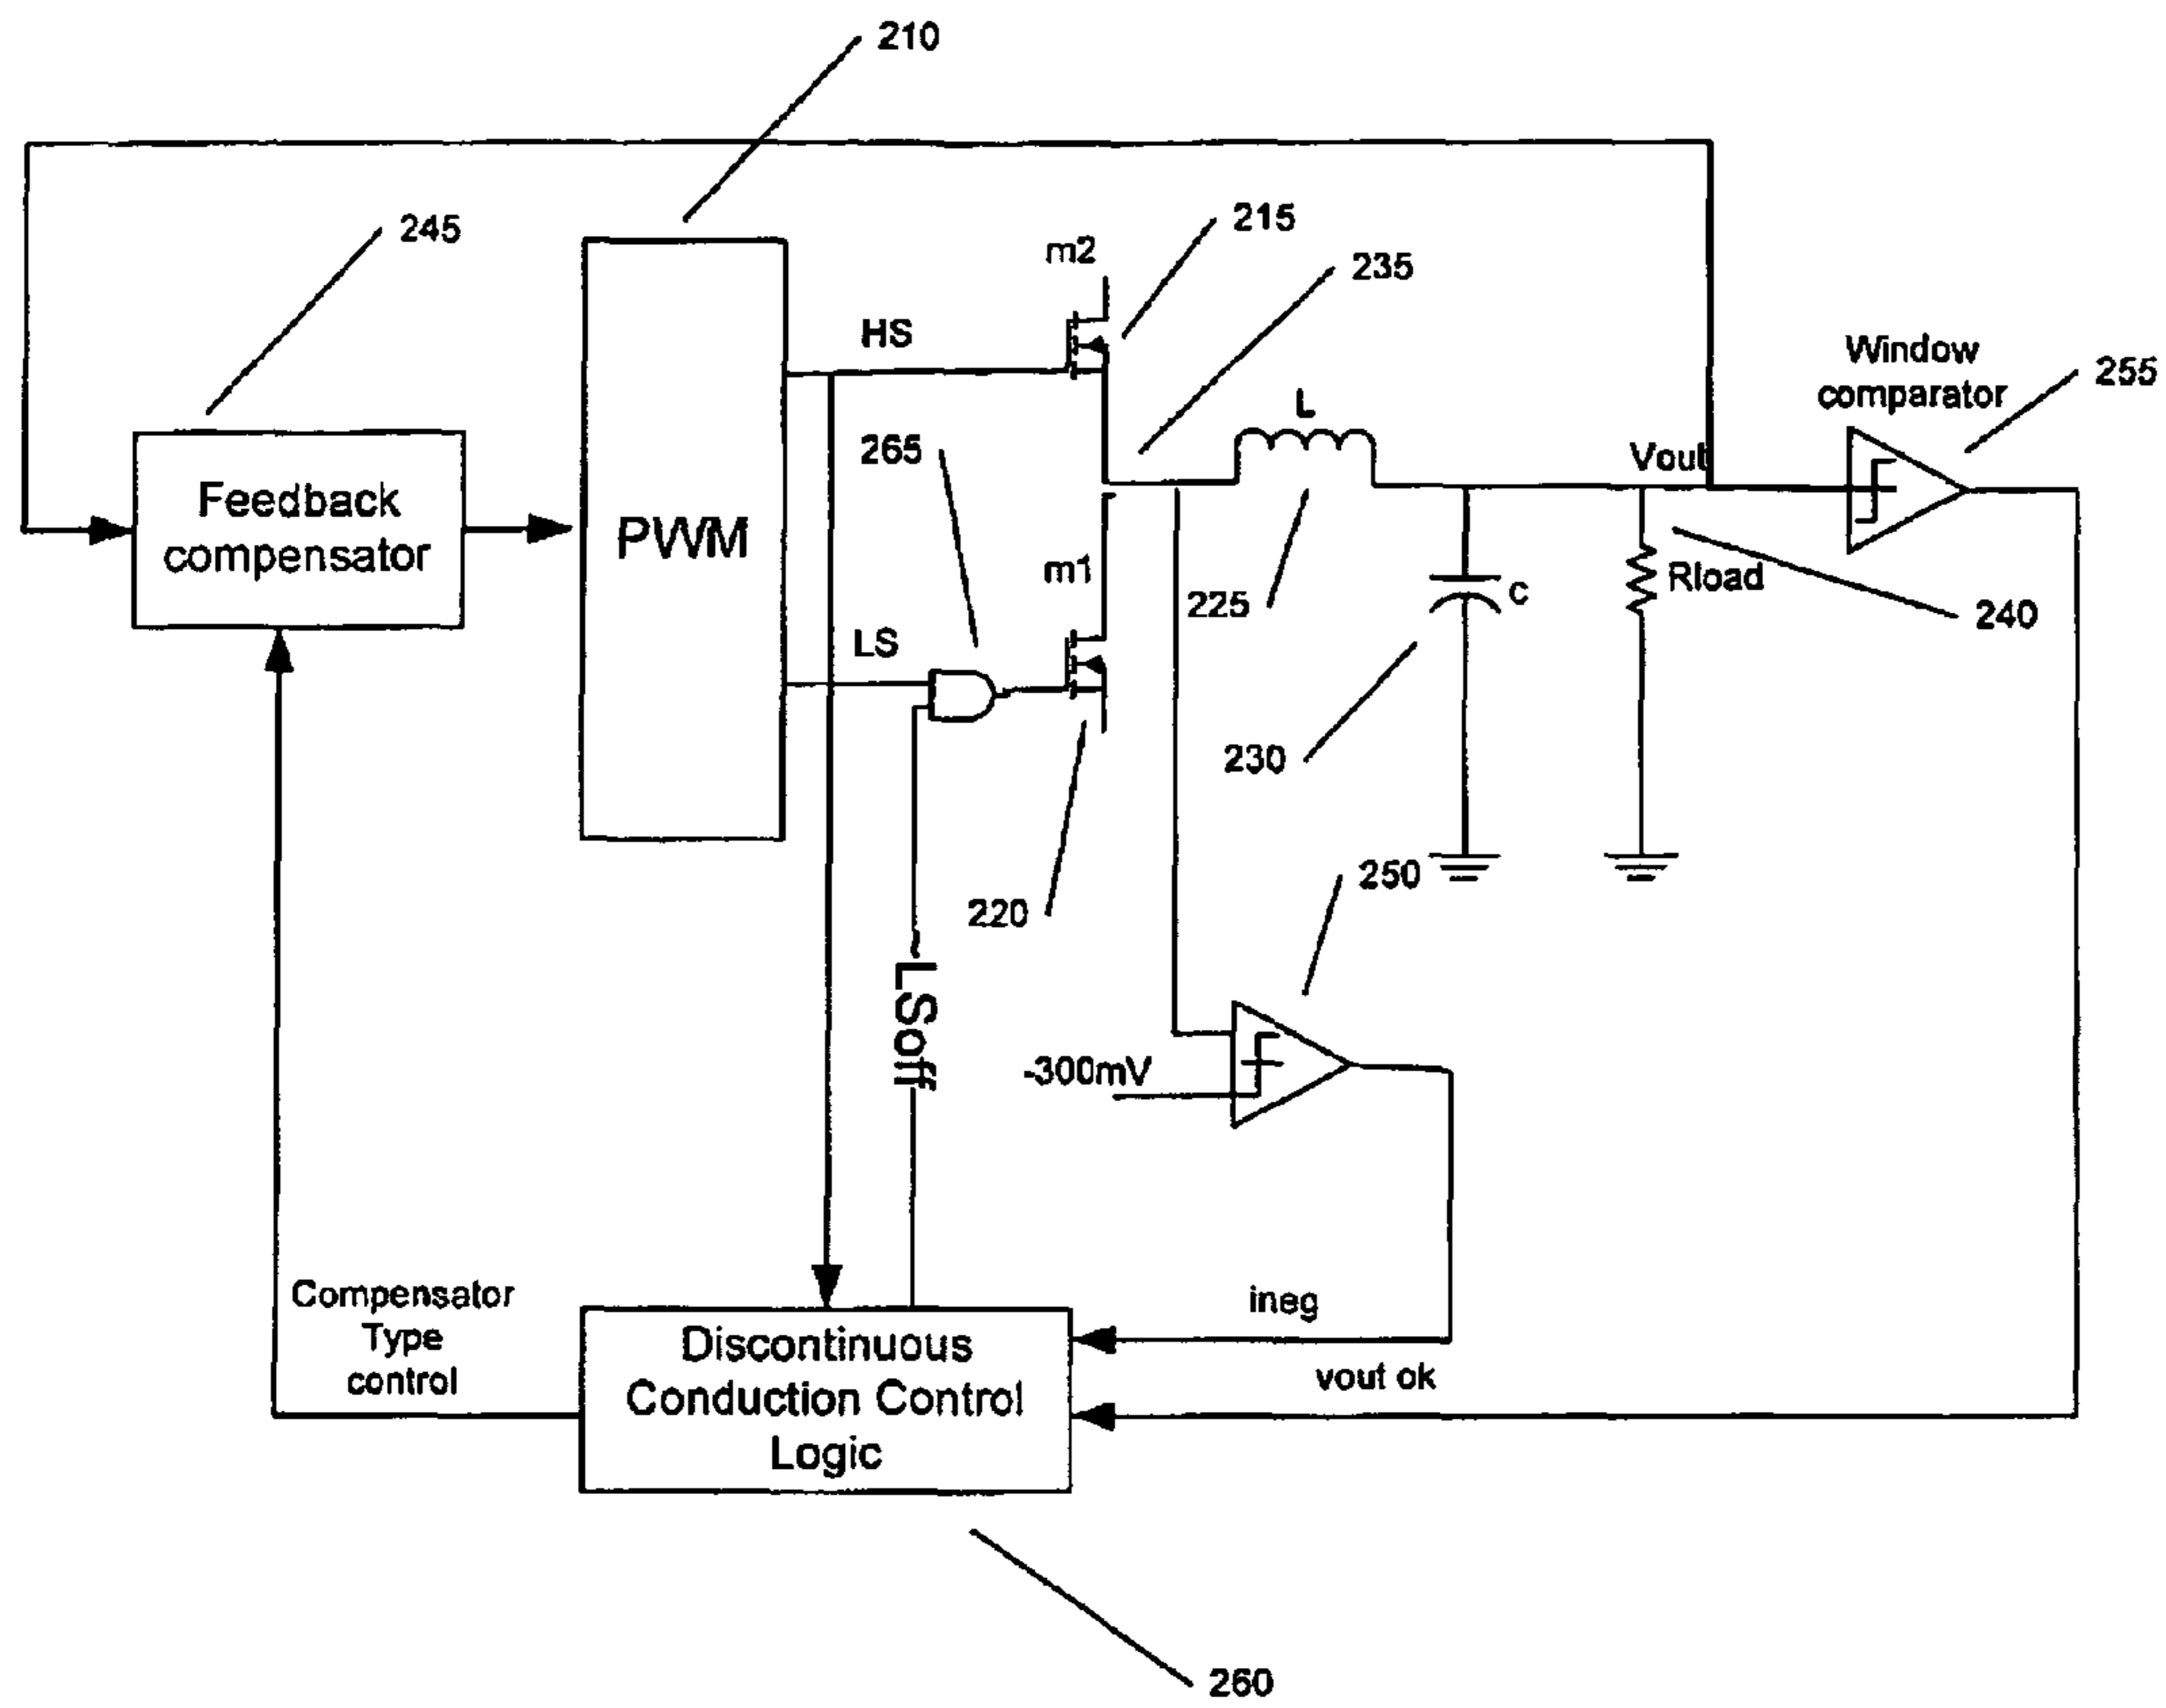 210
245
m2
215
235
HS
Window
comparator
255
L
265
Vout
Feedback
compensator
PWM
m1
225
C
Rload
240
LS
230
250
220
~LSoff
-300mV
Compensator
Type
control
ineg
Discontinuous
Conduction Control
Logic
vout ok
260